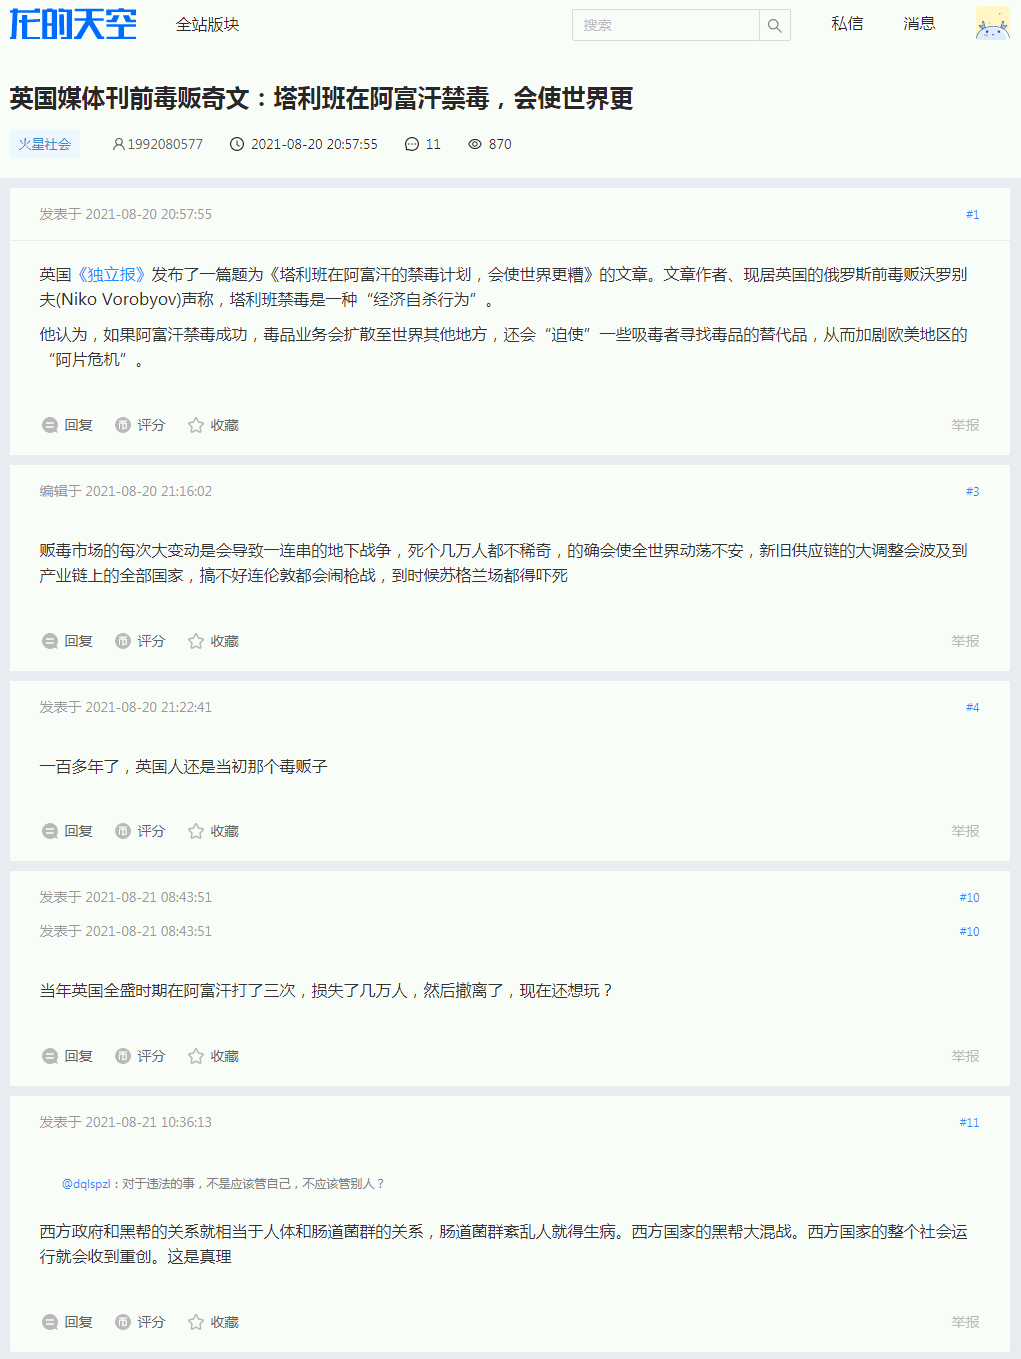 龙的天空 全站版块 搜索 私信 消息
英国媒体刊前毒贩奇文：塔利班在阿富汗禁毒，会使世界更
火星社会 1992080577 2021-08-20 20:57:55 11 870
发表于 2021-08-20 20:57:55 #1
英国《独立报》发布了一篇题为《塔利班在阿富汗的禁毒计划，会使世界更糟》的文章。文章作者、现居英国的俄罗斯前毒贩沃罗别
夫(Niko Vorobyov)声称，塔利班禁毒是一种“经济自杀行为”。
他认为，如果阿富汗禁毒成功，毒品业务会扩散至世界其他地方，还会“迫使”一些吸毒者寻找毒品的替代品，从而加剧欧美地区的
“阿片危机”。
回复 评分 收藏 举报
编辑于 2021-08-20 21:16:02 #3
贩毒市场的每次大变动是会导致一连串的地下战争，死个几万人都不稀奇，的确会使全世界动荡不安，新旧供应链的大调整会波及到
产业链上的全部国家，搞不好连伦敦都会闹枪战，到时候苏格兰场都得吓死
回复 评分 收藏 举报
发表于 2021-08-20 21:22:41 #4
一百多年了，英国人还是当初那个毒贩子
回复 评分 收藏 举报
发表于 2021-08-21 08:43:51 #10
发表于 2021-08-21 08:43:51 #10
当年英国全盛时期在阿富汗打了三次，损失了几万人，然后撤离了，现在还想玩？
回复 评分 收藏 举报
发表于 2021-08-21 10:36:13 #11
@dqlspzl：对于违法的事，不是应该管自己，不应该管别人？
西方政府和黑帮的关系就相当于人体和肠道菌群的关系，肠道菌群紊乱人就得生病。西方国家的黑帮大混战。西方国家的整个社会运
行就会收到重创。这是真理
回复 评分 收藏 举报